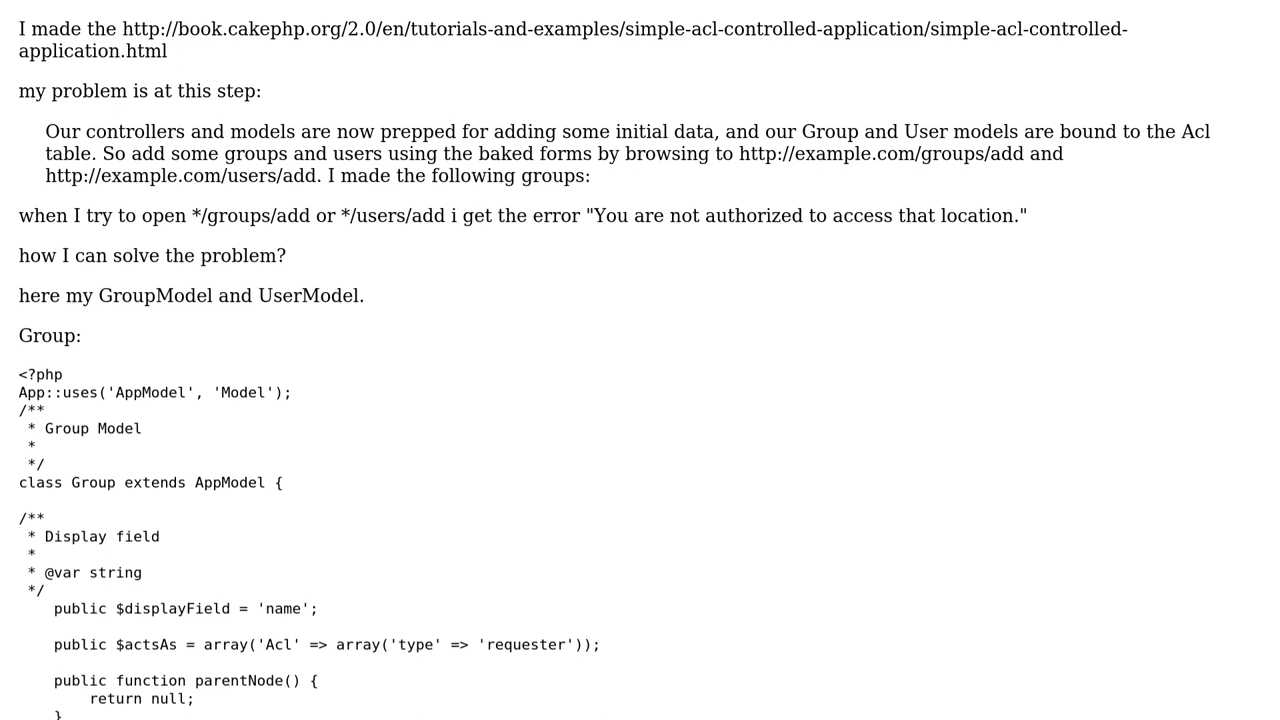 I made the http://book.cakephp.org/2.0/en/tutorials-and-examples/simple-acl-controlled-application/simple-acl-controlled-
application.html
my problem is at this step:
Our controllers and models are now prepped for adding some initial data, and our Group and User models are bound to the Acl
table. So add some groups and users using the baked forms by browsing to http://example.com/groups/add and
http://example.com/users/add. I made the following groups:
when I try to open */groups/add or */users/add i get the error "You are not authorized to access that location."
how I can solve the problem?
here my GroupModel and UserModel.
Group:
<?php
App::uses('AppModel', 'Model');
/**
 * Group Model
 *
 */
class Group extends AppModel {
/**
 * Display field
 *
 * @var string
 */
    public $displayField = 'name';
    public $actsAs = array('Acl' => array('type' => 'requester'));
    public function parentNode() {
        return null;
    }